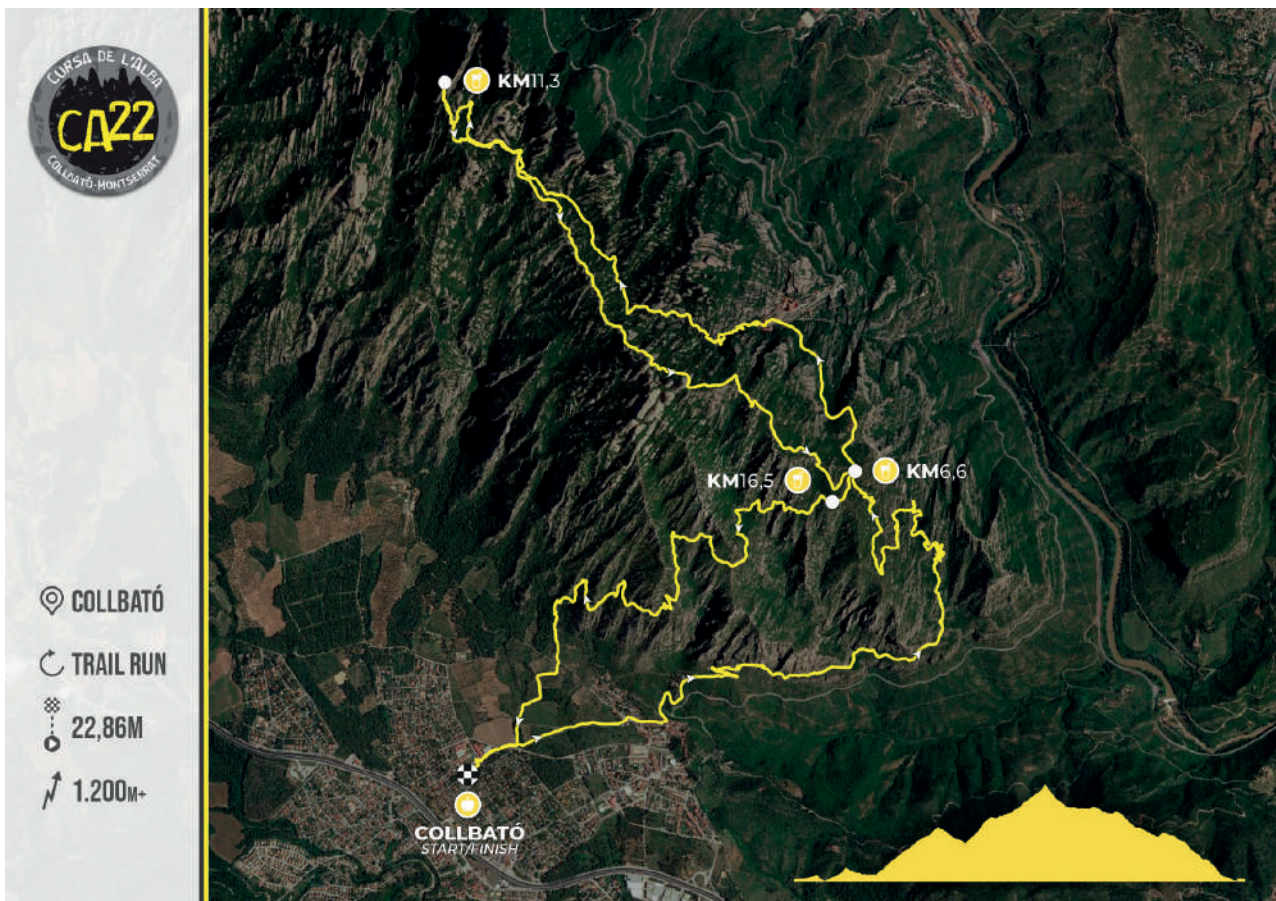 CURSA DE L'ALBA
CA22
COLLBATÓ-MONTSERRAT
KM11,3
KM16,5
KM6,6
COLLBATÓ
TRAIL RUN
22,86M
1.200M+
COLLBATÓ
START/FINISH